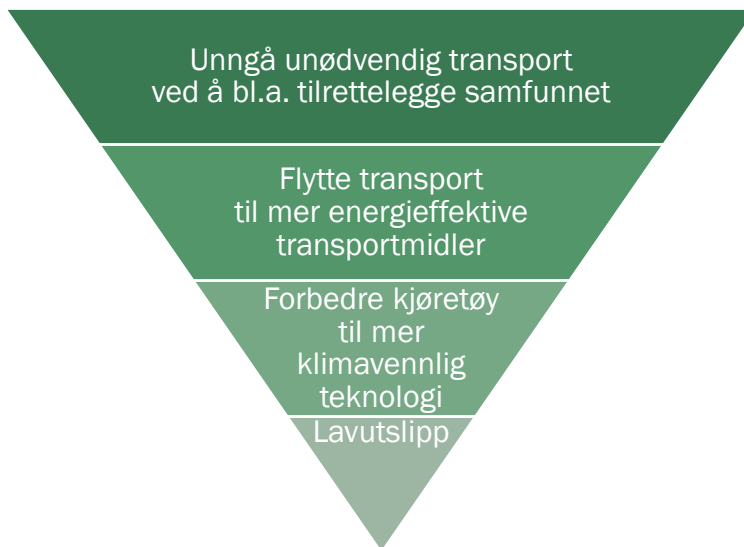 Unngå unødvendig transport
ved å bl.a. tilrettelegge samfunnet
Flytte transport
til mer energieffektive
transportmidler
Forbedre kjøretøy
til mer
klimavennlig
teknologi
Lavutslipp